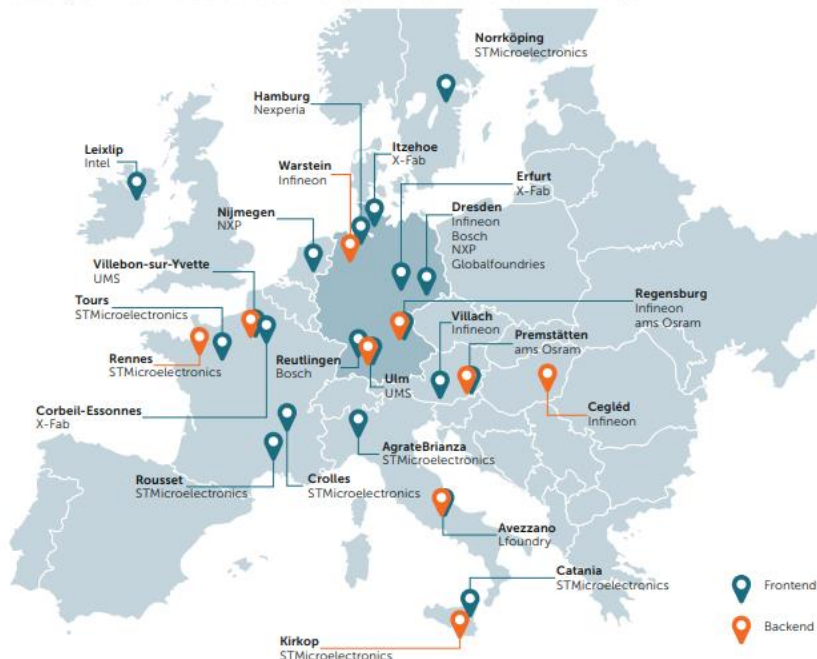 Norrköping
STMicroelectronics
Hamburg
Nexperia
Itzehoe
X-Fab
Leixlip
Intel
Warstein
Infineon
Erfurt
X-Fab
Nijmegen
NXP
Dresden
Infineon
Bosch
NXP
Globalfoundries
Villebon-sur-Yvette
UMS
Tours
STMicroelectronics
Regensburg
Infineon
ams Osram
Villach
Infineon
Premstätten
ams Osram
Rennes
STMicroelectronics
Reutlingen
Bosch
Ulm
UMS
Cegléd
Infineon
Corbeil-Essonnes
X-Fab
AgrateBrianza
STMicroelectronics
Rousset
STMicroelectronics
Crolles
STMicroelectronics
Avezzano
Lfoundry
Catania
STMicroelectronics
Frontend
Backend
Kirkop
STMicroelectronics